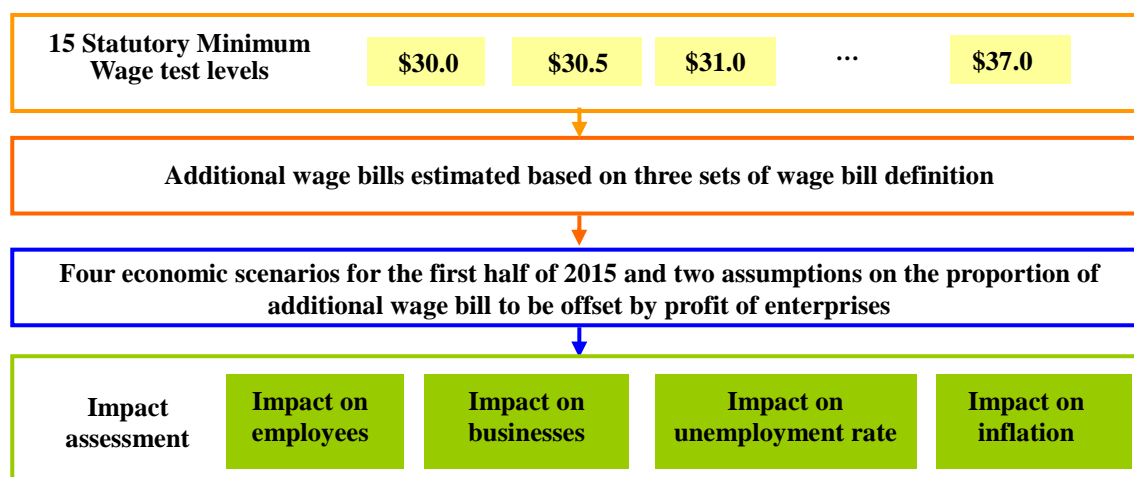 15 Statutory Minimum
Wage test levels
$30.0
$30.5
$31.0
…
$37.0
Additional wage bills estimated based on three sets of wage bill definition
Four economic scenarios for the first half of 2015 and two assumptions on the proportion of
additional wage bill to be offset by profit of enterprises
Impact
assessment
Impact on
employees
Impact on
businesses
Impact on
unemployment rate
Impact on
inflation